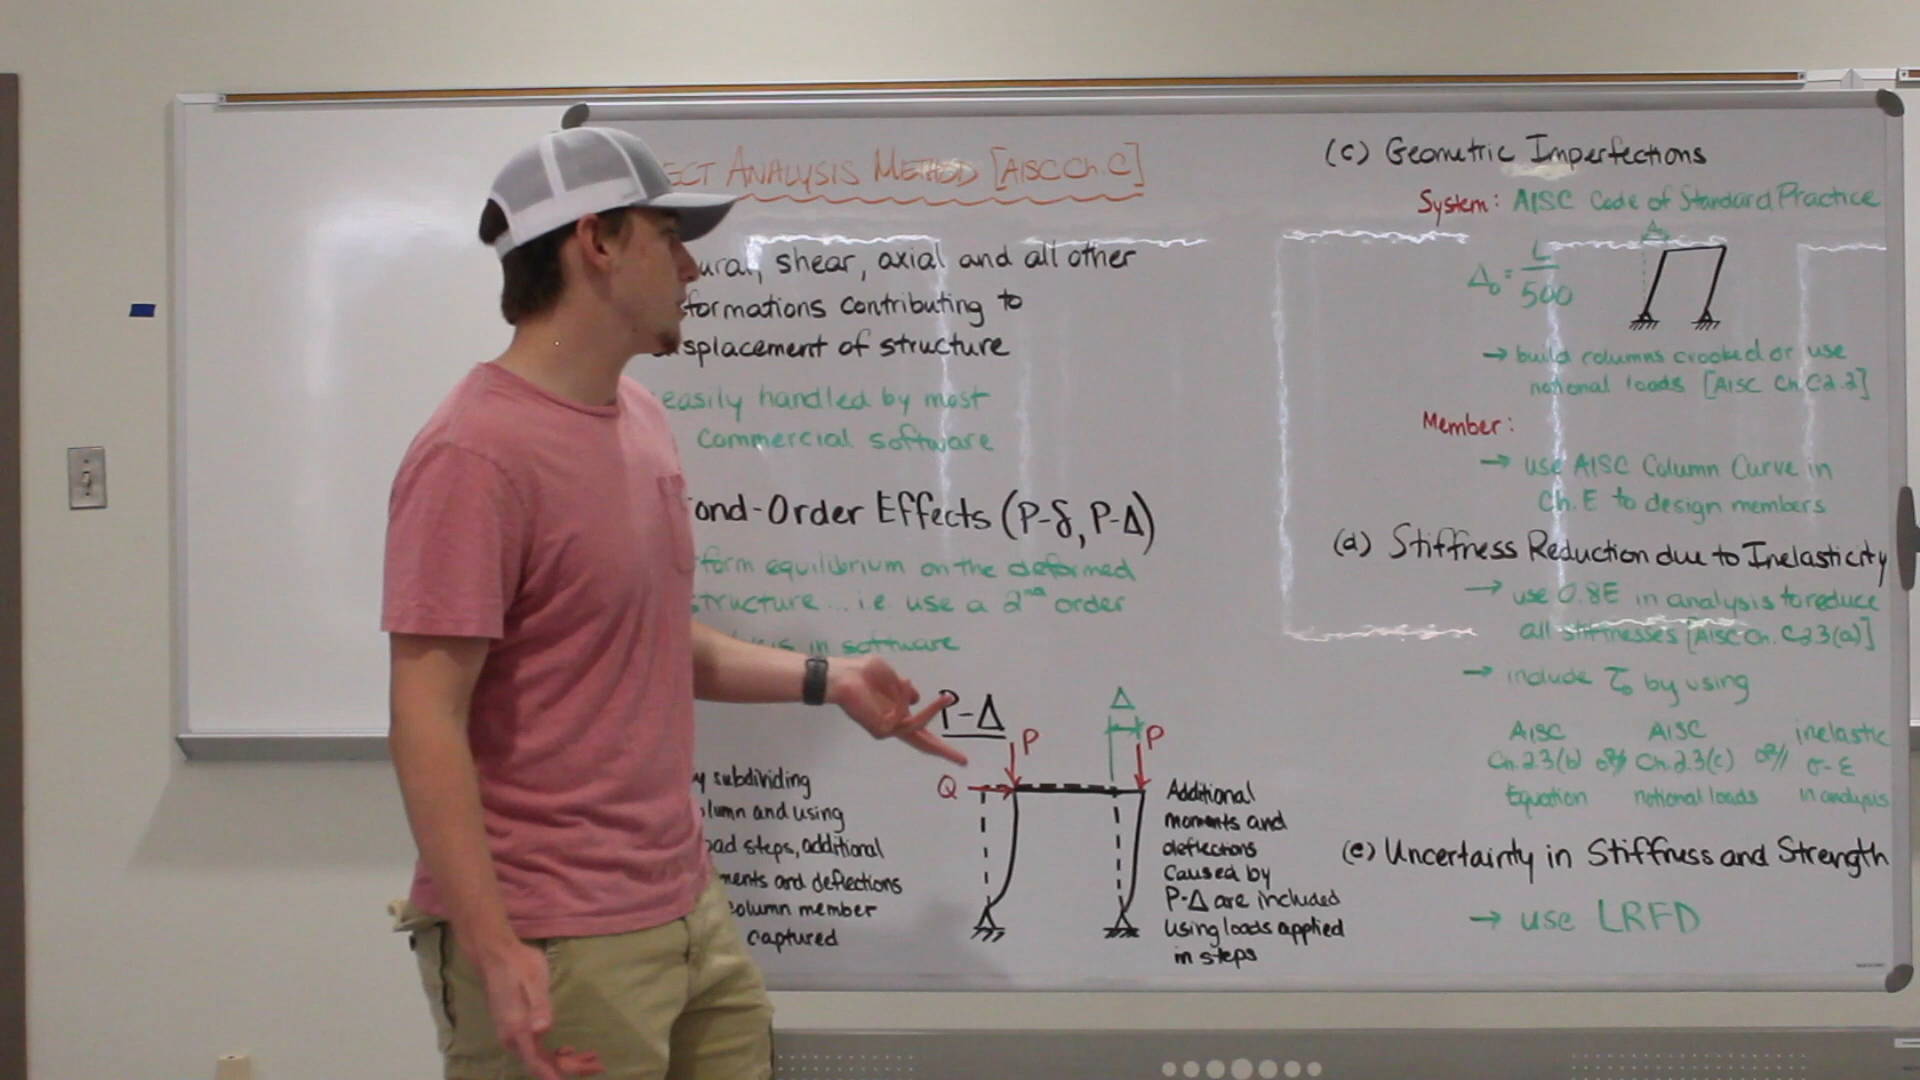 ECT ANALYSIS METHOD [AISC Ch. C]
ural, shear, axial and all other
formations contributing to
splacement of structure
easily handled by most
commercial software
ond-Order Effects (P-δ, P-Δ)
form equilibrium on the deformed
structure... i.e. use a 2nd order
in software
P-Δ
Δ
P
P
Q
y subdividing
lumn and using
oad steps, additional
ments and deflections
column member
captured
Additional
moments and
deflections
caused by
P-Δ are included
using loads applied
in steps
(c) Geometric Imperfections
System: AISC Code of Standard Practice
Δo = L/500
Δo
→ build columns crooked or use
notional loads [AISC Ch. C2.2]
Member:
→ use AISC Column Curve in
Ch. E to design members
(d) Stiffness Reduction due to Inelasticity
→ use 0.8E in analysis to reduce
all stiffnesses [AISC Ch. C2.3(a)]
→ include τb by using
AISC
Ch. 2.3(b) or
Equation
AISC
Ch. 2.3(c) or
notional loads
inelastic
σ-ε
in analysis
(e) Uncertainty in Stiffness and Strength
→ use LRFD